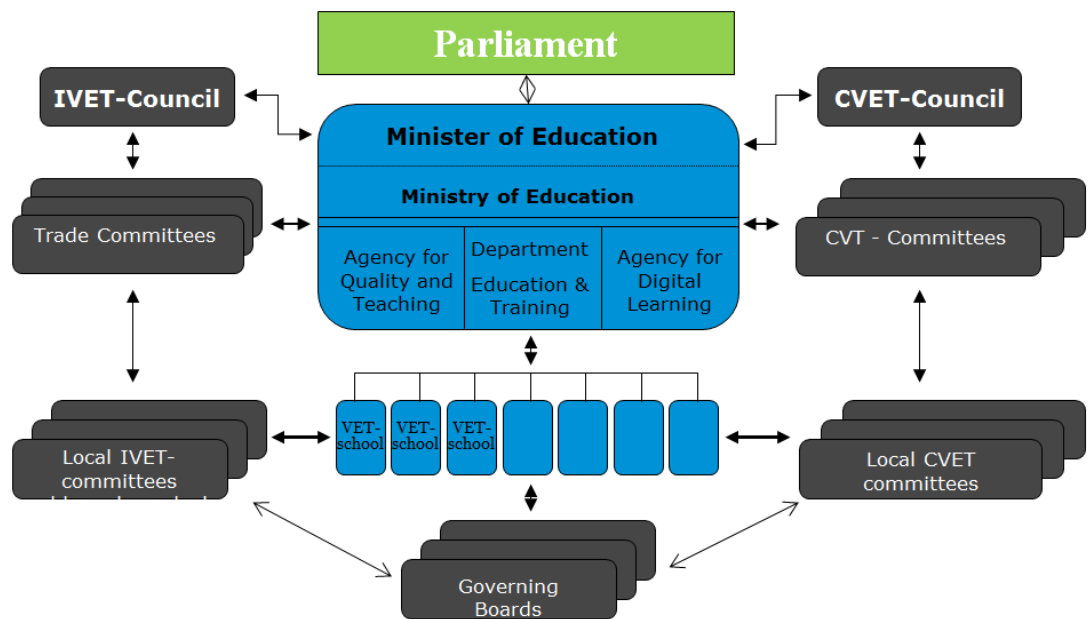 Parliament
IVET-Council
CVET-Council
Minister of Education
Ministry of Education
Trade Committees
CVT - Committees
Agency for
Quality and
Teaching
Department
Education &
Training
Agency for
Digital
Learning
VET-
school
VET-
school
VET-
school
Local IVET-
committees
Local CVET
committees
Governing
Boards